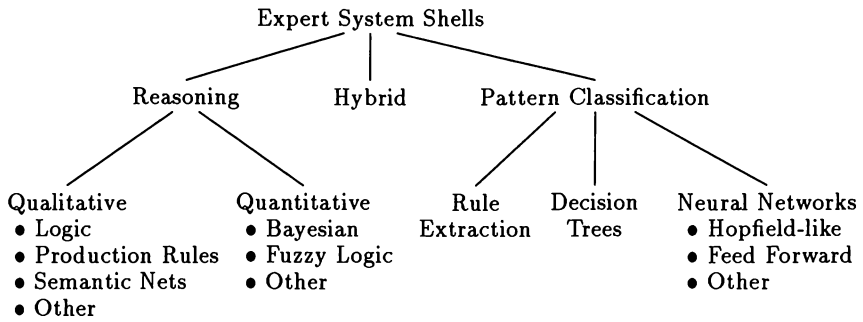 Expert System Shells
Reasoning
Hybrid
Pattern Classification
Qualitative
• Logic
• Production Rules
• Semantic Nets
• Other
Quantitative
• Bayesian
• Fuzzy Logic
• Other
Rule
Extraction
Decision
Trees
Neural Networks
• Hopfield-like
• Feed Forward
• Other